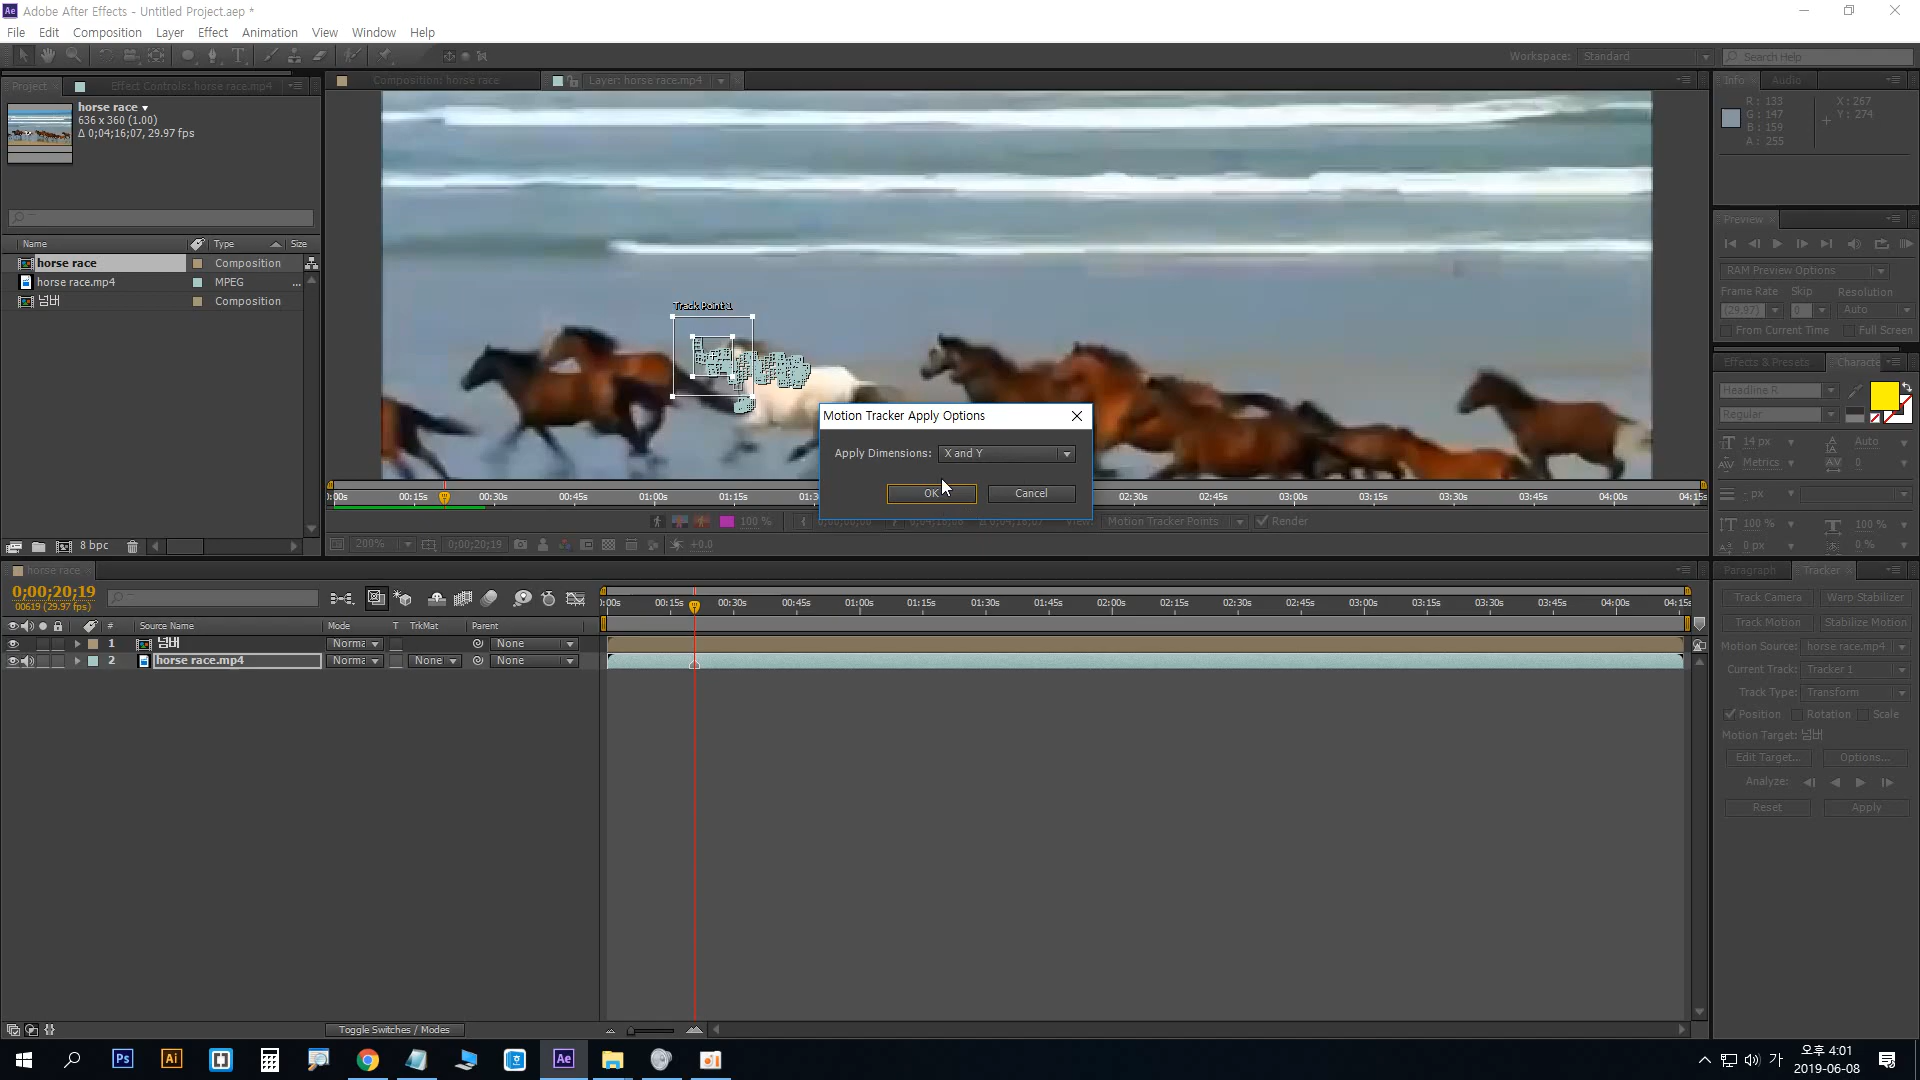 Adobe After Effects - Untitled Project.aep *
File Edit Composition Layer Effect Animation View Window Help
Workspace: Standard Search Help
Project Effect Controls: horse race.mp4
Composition: horse race
Layer: horse race.mp4
Info Audio
horse race
636 x 360 (1.00)
Δ 0;04;16;07, 29.97 fps
R : 133
G : 147
B : 159
A : 255
X : 267
Y : 274
Name Type Size
horse race Composition
horse race.mp4 MPEG ...
넘버 Composition
8 bpc
Track Point 1
Motion Tracker Apply Options
Apply Dimensions: X and Y
OK Cancel
0:00s 00:15s 00:30s 00:45s 01:00s 01:15s 01:3 02:30s 02:45s 03:00s 03:15s 03:30s 03:45s 04:00s 04:15s
100 % 0;00;00;00 View: Motion Tracker Points Render
200% 0;00;20;19 +0.0
Preview
RAM Preview Options
Frame Rate Skip Resolution
(29.97) 0 Auto
From Current Time Full Screen
Effects & Presets Characte
Headline R
Regular
14 px Auto
Metrics 0
- px
100 % 100 %
0 px 0 %
Paragraph Tracker
Track Camera Warp Stabilizer
Track Motion Stabilize Motion
Motion Source: horse race.mp4
Current Track: Tracker 1
Track Type: Transform
Position Rotation Scale
Motion Target: 넘버
Edit Target... Options...
Analyze:
Reset Apply
horse race
0;00;20;19
00619 (29.97 fps)
# Source Name Mode T TrkMat Parent
1 넘버 Norma None
2 horse race.mp4 Norma None None
):00s 00:15s 00:30s 00:45s 01:00s 01:15s 01:30s 01:45s 02:00s 02:15s 02:30s 02:45s 03:00s 03:15s 03:30s 03:45s 04:00s 04:15s
Toggle Switches / Modes
Ps Ai Ae
가
오후 4:01
2019-06-08